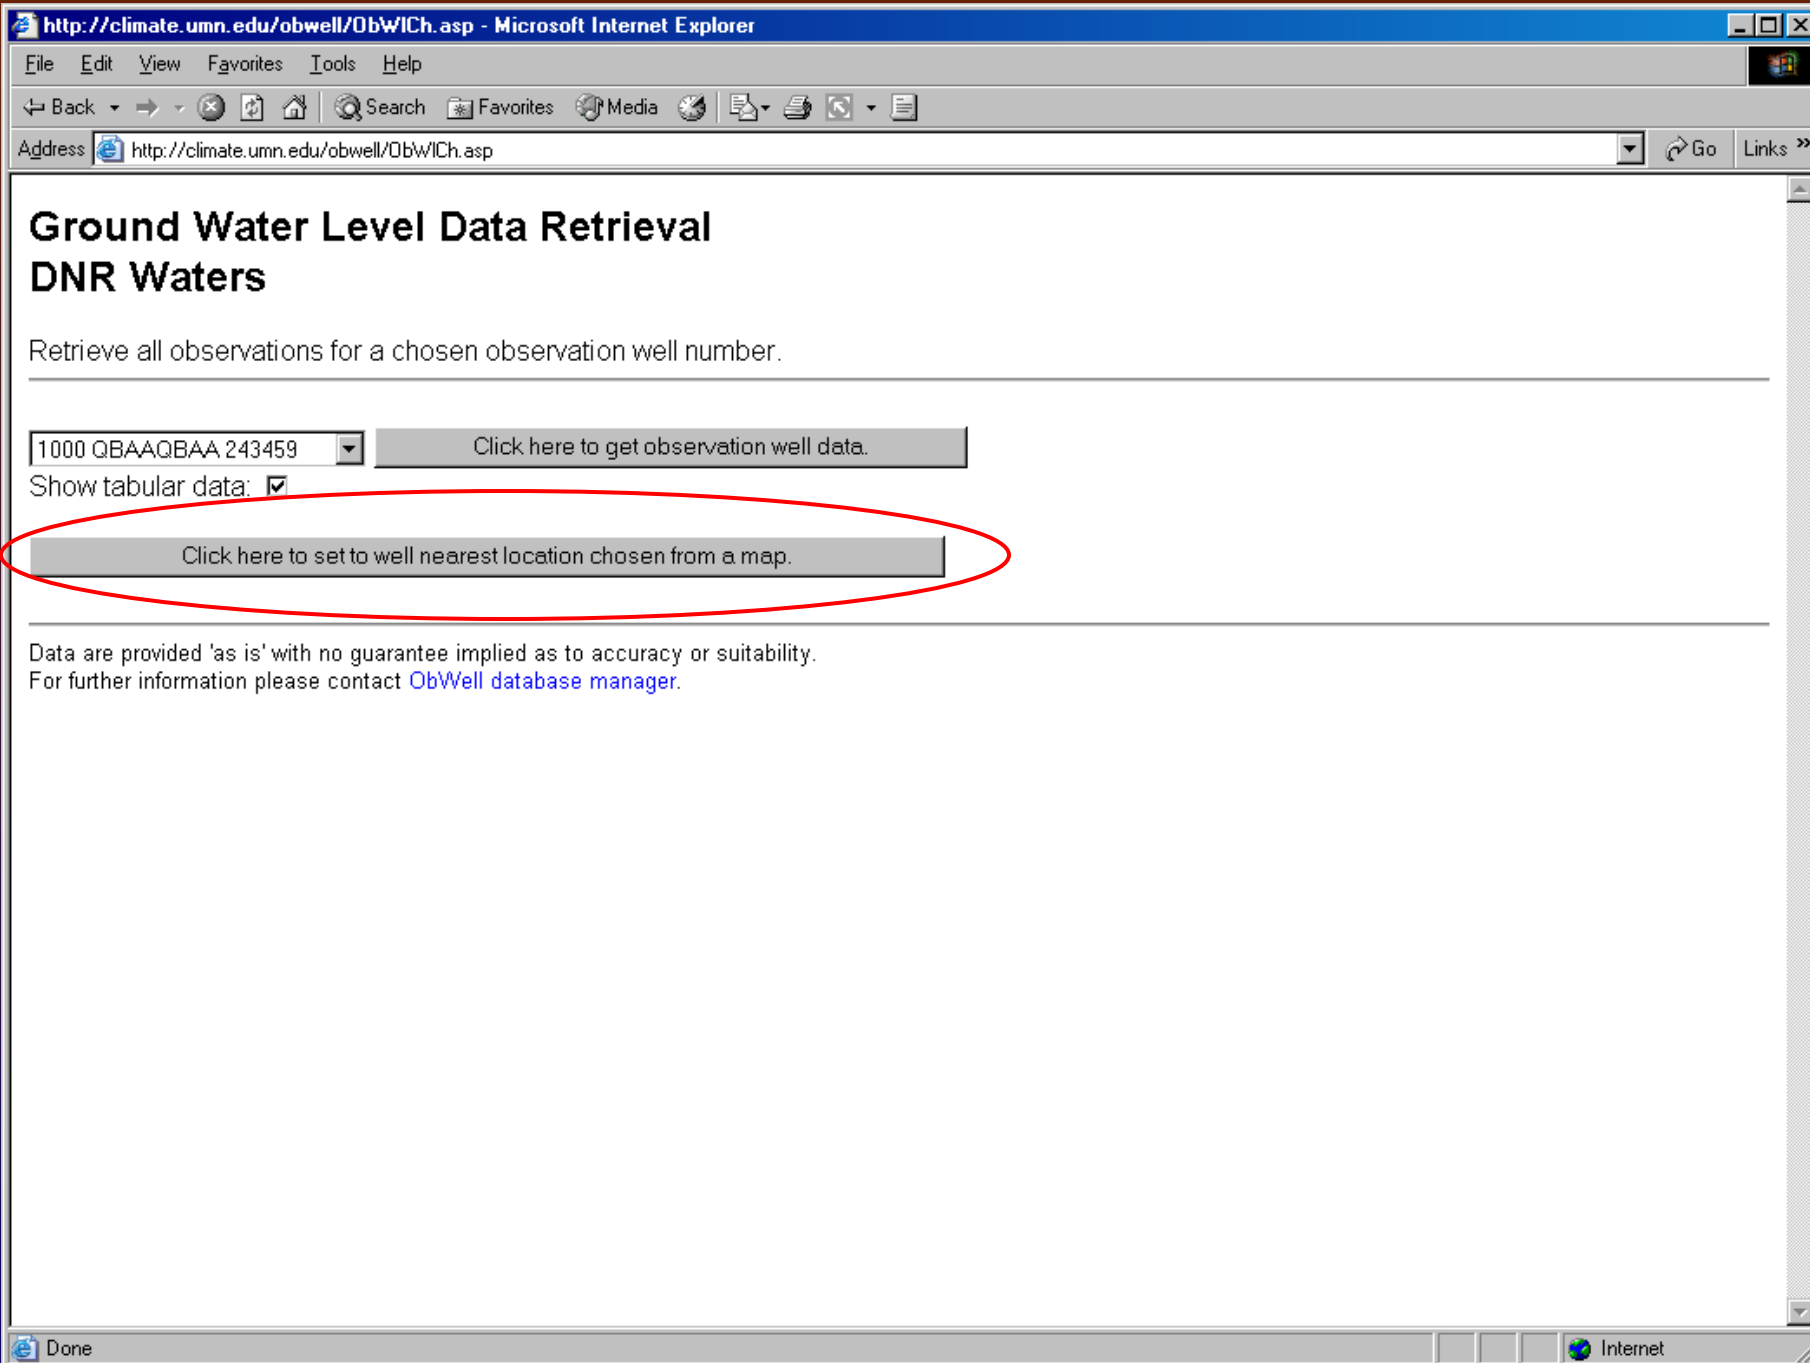 http://climate.umn.edu/obwell/ObWlCh.asp - Microsoft Internet Explorer
File Edit View Favorites Tools Help
Back Search Favorites Media
Address http://climate.umn.edu/obwell/ObWlCh.asp Go Links »
Ground Water Level Data Retrieval
DNR Waters
Retrieve all observations for a chosen observation well number.
1000 QBAAQBAA 243459 Click here to get observation well data.
Show tabular data:
Click here to set to well nearest location chosen from a map.
Data are provided 'as is' with no guarantee implied as to accuracy or suitability.
For further information please contact ObWell database manager.
Done Internet